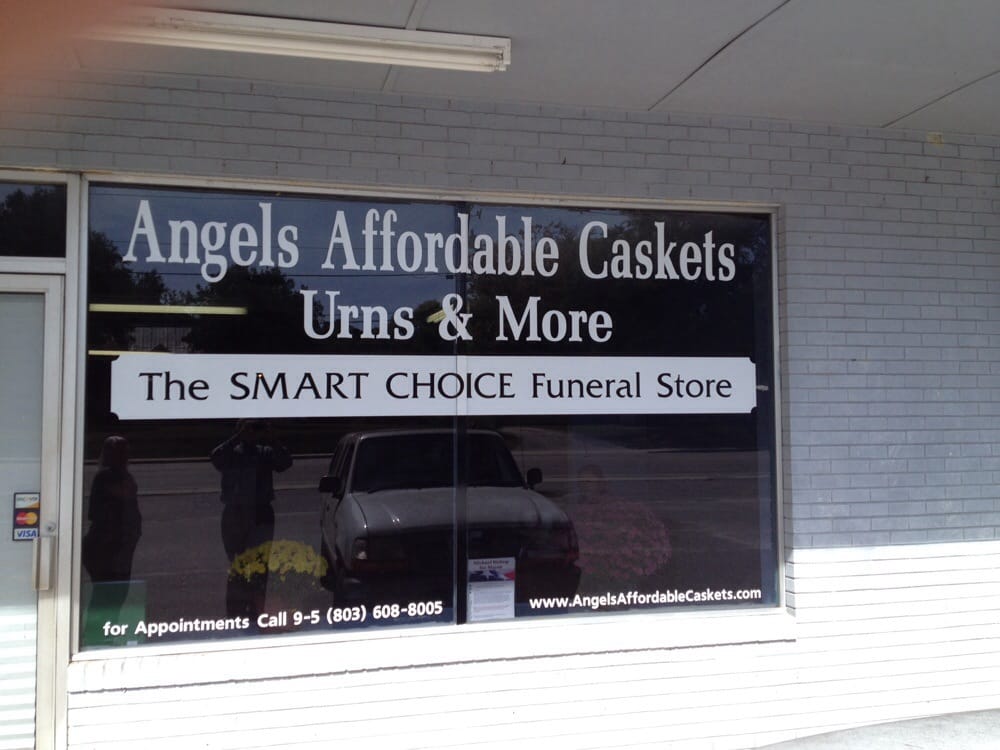 Angels Affordable Caskets
Urns & More
The SMART CHOICE Funeral Store
MasterCard
VISA
for Appointments Call 9-5 (803) 608-8005
www.AngelsAffordableCaskets.com